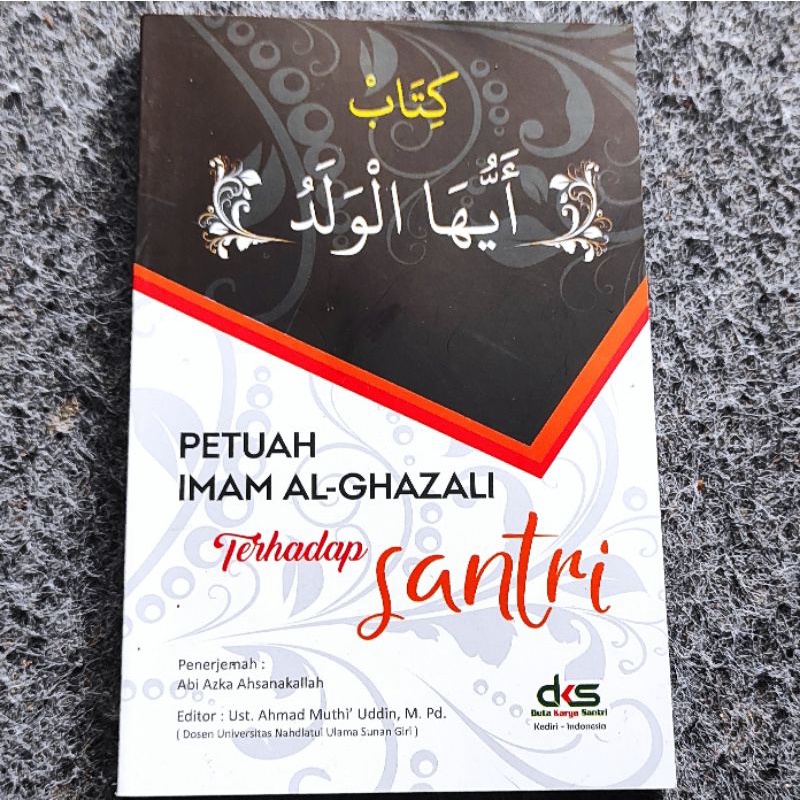 كِتَابْ
أَيُّهَا الْوَلَدُ
PETUAH
IMAM AL-GHAZALI
Terhadap
santri
Penerjemah :
Abi Azka Ahsanakallah
Editor : Ust. Ahmad Muthi' Uddin, M. Pd.
( Dosen Universitas Nahdlatul Ulama Sunan Giri )
dks
Duta Karya Santri
Kediri - Indonesia